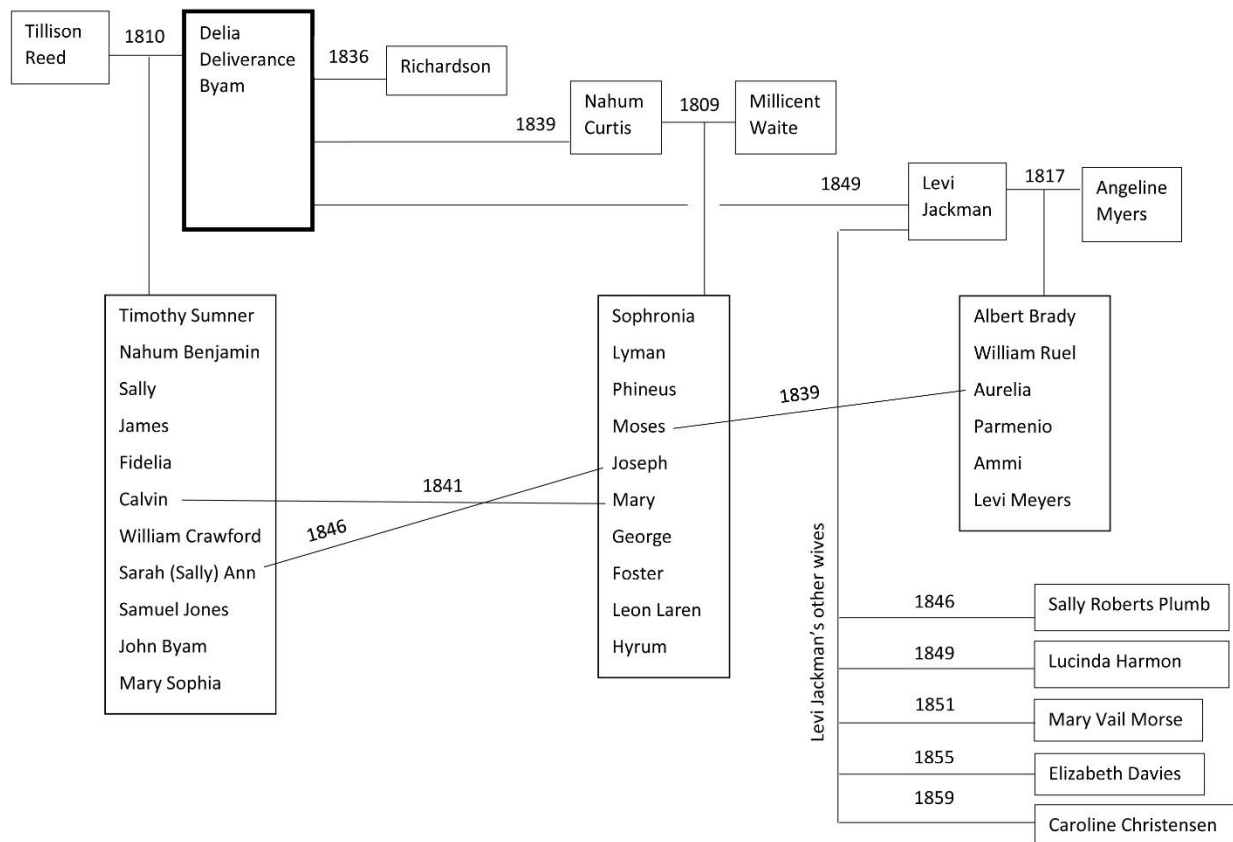 Tillison
Reed
1810
Delia
Deliverance
Byam
1836
Richardson
1839
Nahum
Curtis
1809
Millicent
Waite
1849
Levi
Jackman
1817
Angeline
Myers
Timothy Sumner
Nahum Benjamin
Sally
James
Fidelia
Calvin
William Crawford
Sarah (Sally) Ann
Samuel Jones
John Byam
Mary Sophia
1841
1846
Sophronia
Lyman
Phineus
Moses
Joseph
Mary
George
Foster
Leon Laren
Hyrum
1839
Albert Brady
William Ruel
Aurelia
Parmenio
Ammi
Levi Meyers
Levi Jackman’s other wives
1846
Sally Roberts Plumb
1849
Lucinda Harmon
1851
Mary Vail Morse
1855
Elizabeth Davies
1859
Caroline Christensen